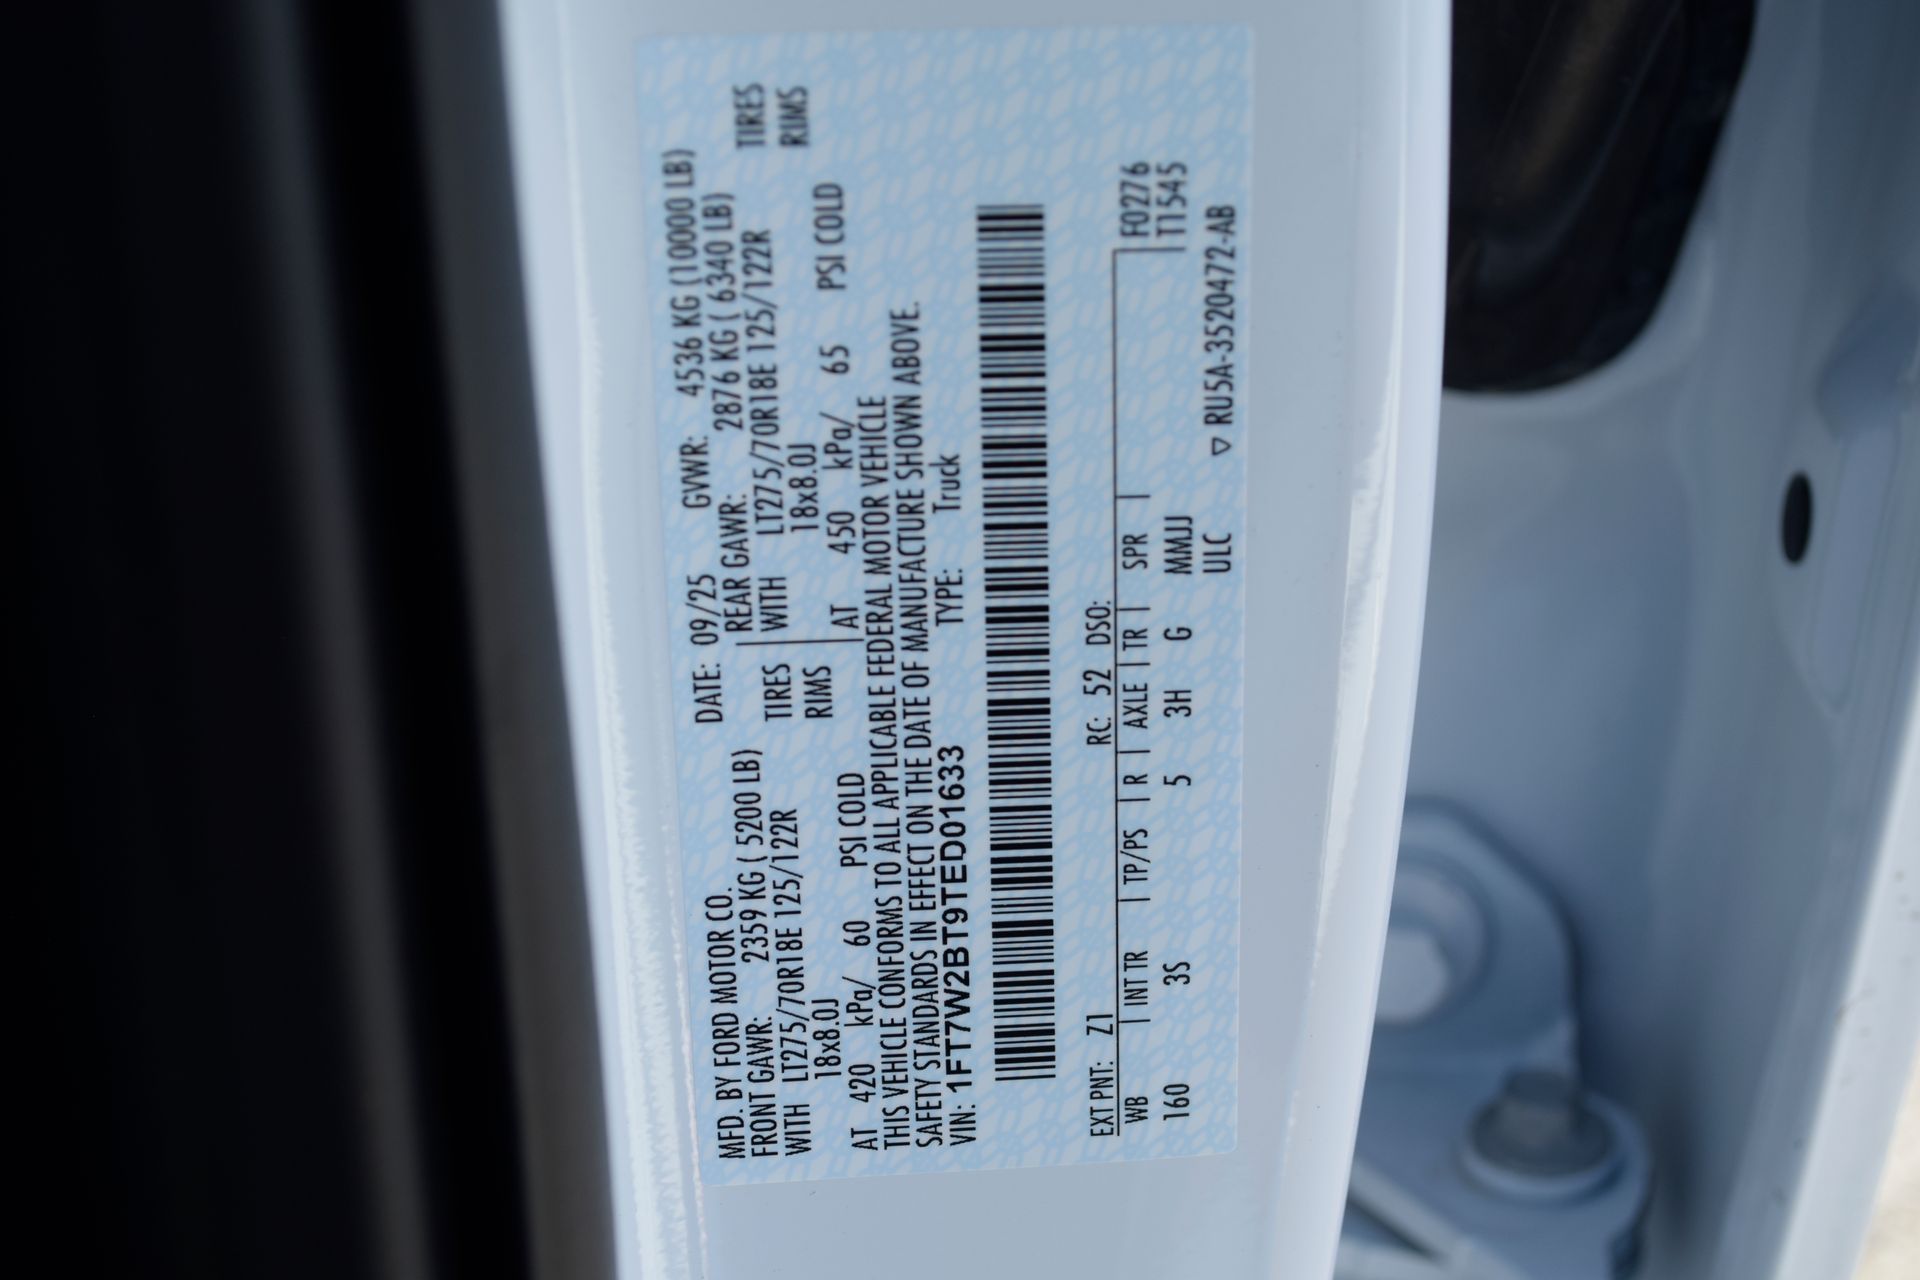 MFD. BY FORD MOTOR CO. DATE: 09/25 GVWR: 4536 KG (10000 LB)
FRONT GAWR: 2359 KG ( 5200 LB) REAR GAWR: 2876 KG ( 6340 LB)
WITH LT275/70R18E 125/122R TIRES WITH LT275/70R18E 125/122R TIRES
18x8.0J RIMS 18x8.0J RIMS
AT 420 kPa/ 60 PSI COLD AT 450 kPa/ 65 PSI COLD
THIS VEHICLE CONFORMS TO ALL APPLICABLE FEDERAL MOTOR VEHICLE
SAFETY STANDARDS IN EFFECT ON THE DATE OF MANUFACTURE SHOWN ABOVE.
VIN: 1FT7W2BT9TED01633 TYPE: Truck
EXT PNT: Z1 RC: 52 DSO:
WB | INT TR | TP/PS | R | AXLE | TR | SPR | F0276
160 3S 5 3H G MMJJ T1545
ULC ▽ RU5A-3520472-AB